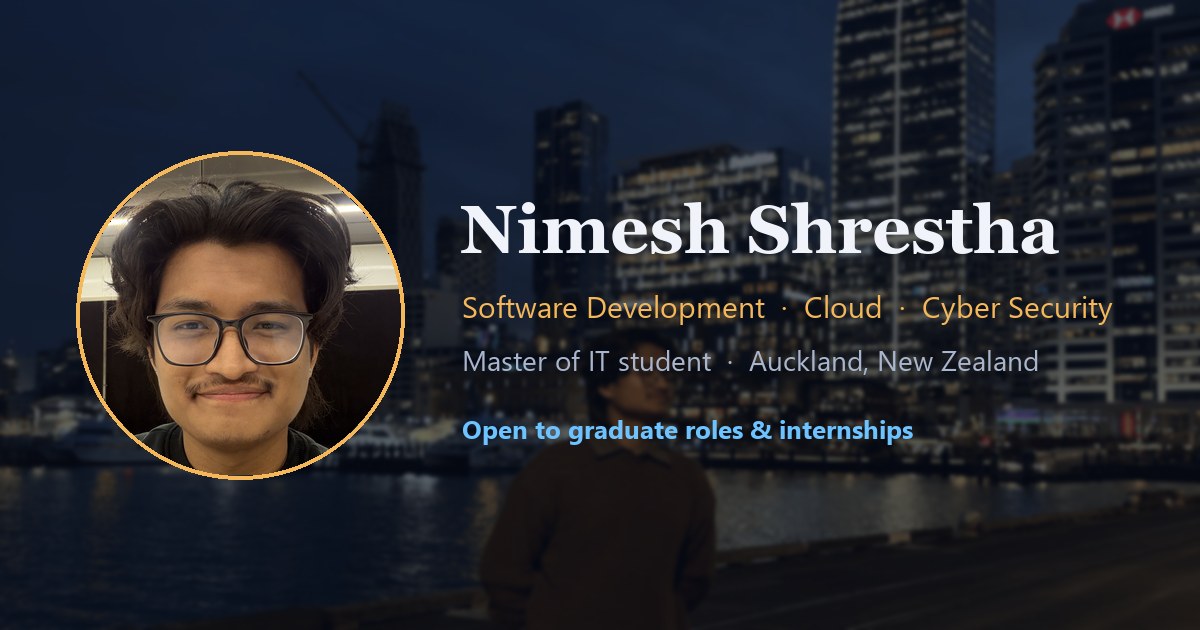 Nimesh Shrestha
Software Development · Cloud · Cyber Security
Master of IT student · Auckland, New Zealand
Open to graduate roles & internships